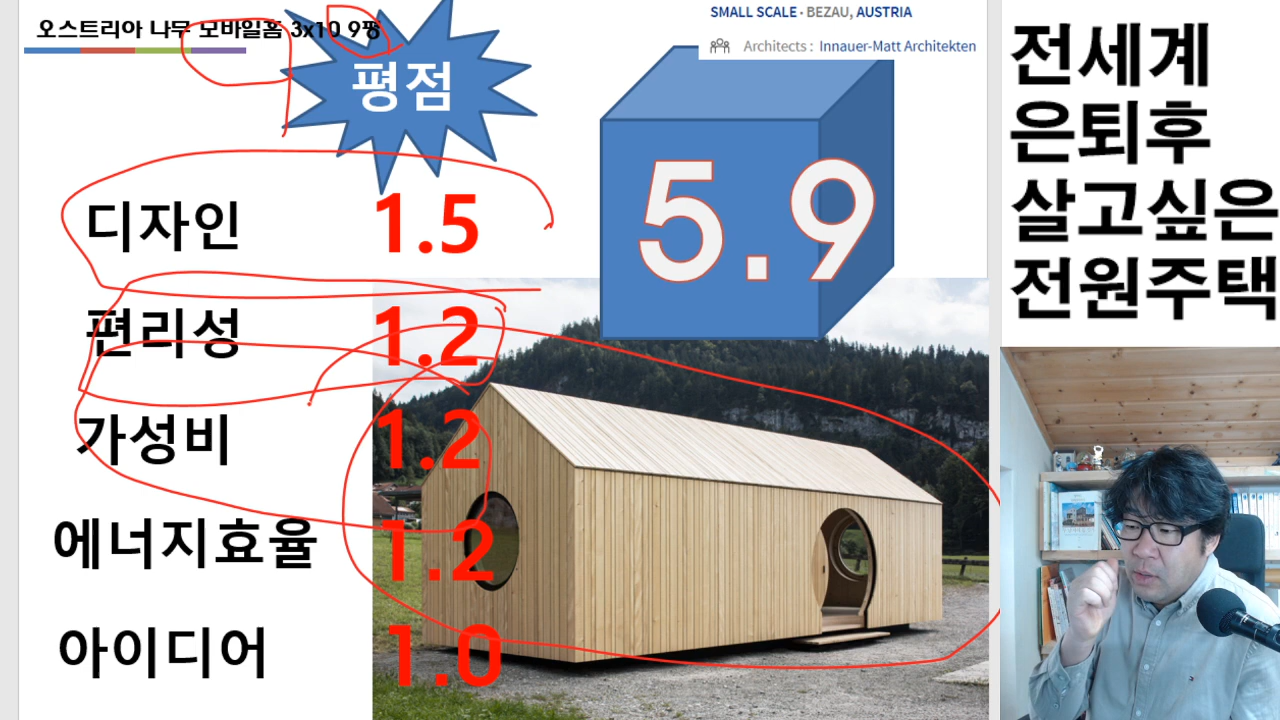 오스트리아 나무 모바일홈 3x10 9평
평점
SMALL SCALE · BEZAU, AUSTRIA
Architects : Innauer-Matt Architekten
5.9
디자인 1.5
편리성 1.2
가성비 1.2
에너지효율 1.2
아이디어 1.0
전세계
은퇴후
살고싶은
전원주택